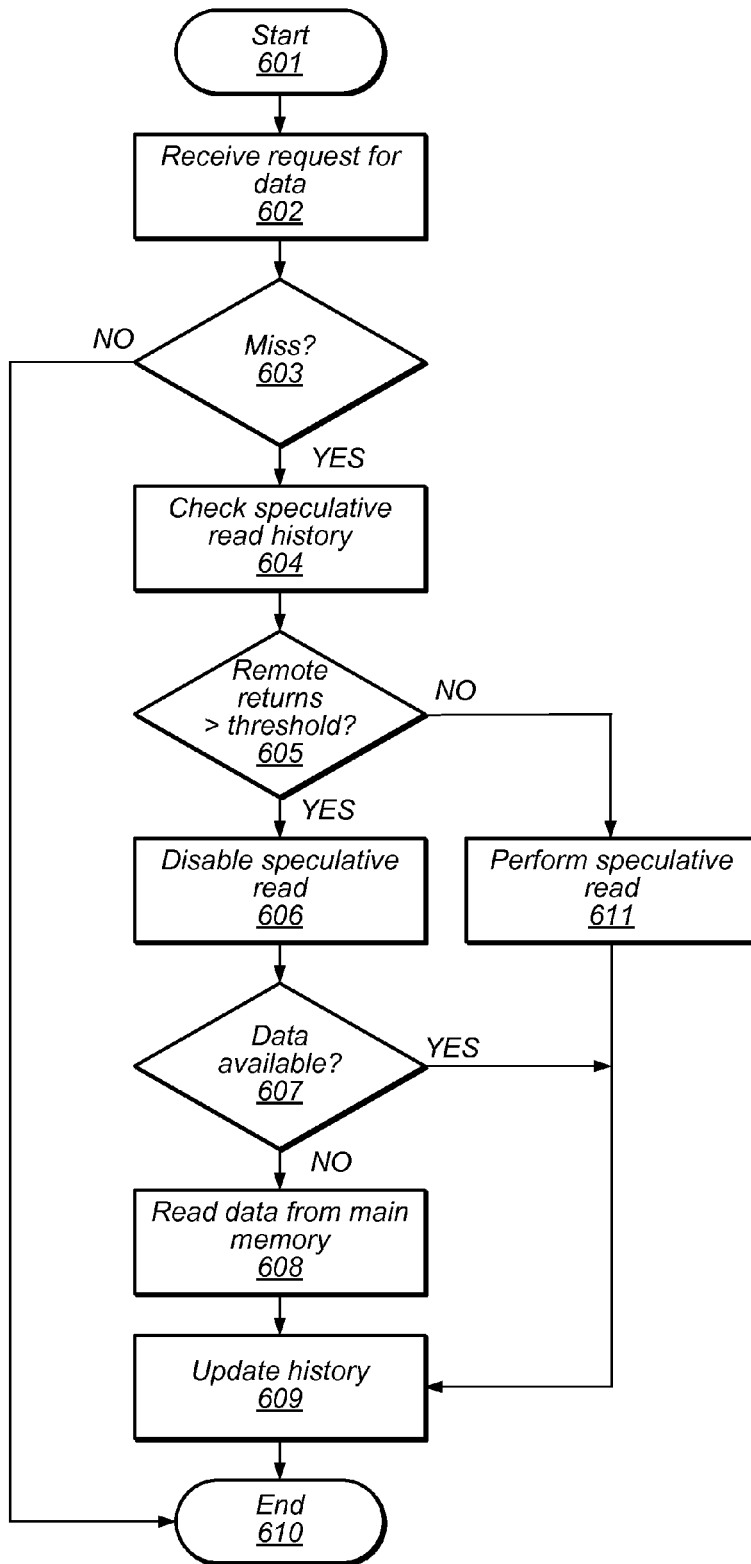 Start
601
Receive request for
data
602
NO
Miss?
603
YES
Check speculative
read history
604
Remote
returns
> threshold?
605
NO
YES
Disable speculative
read
606
Perform speculative
read
611
Data
available?
607
YES
NO
Read data from main
memory
608
Update history
609
End
610